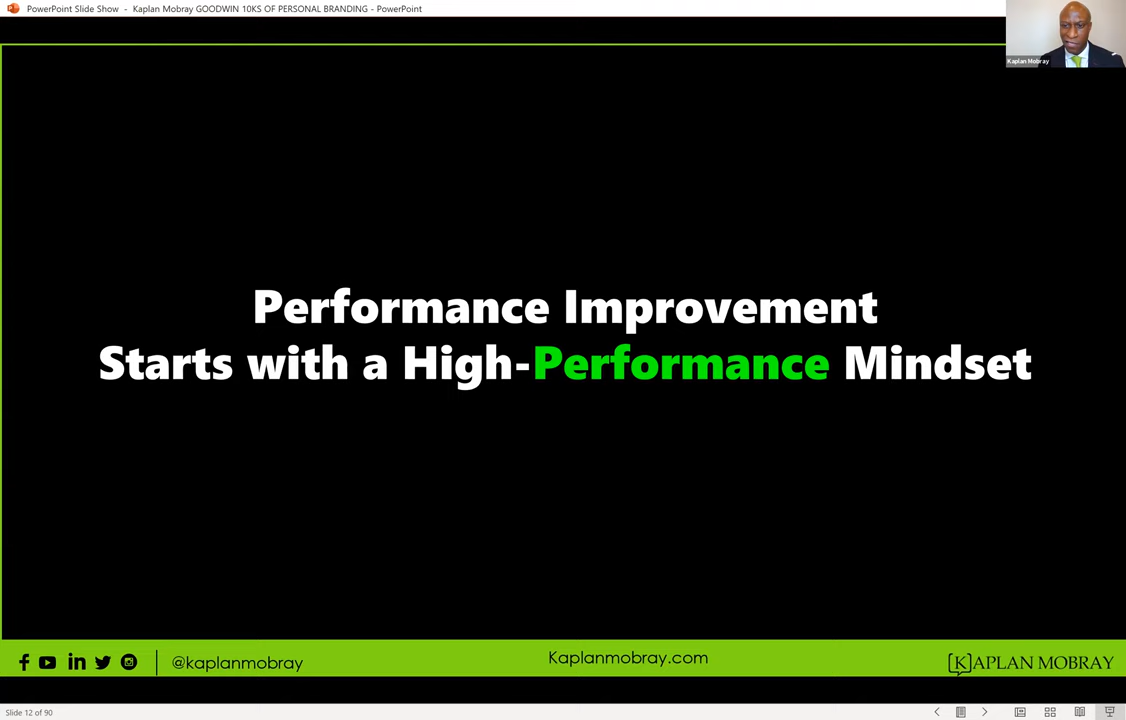 PowerPoint Slide Show - Kaplan Mobray GOODWIN 10KS OF PERSONAL BRANDING - PowerPoint
Kaplan Mobray
Performance Improvement
Starts with a High-Performance Mindset
@kaplanmobray
Kaplanmobray.com
[K]APLAN MOBRAY
Slide 12 of 90